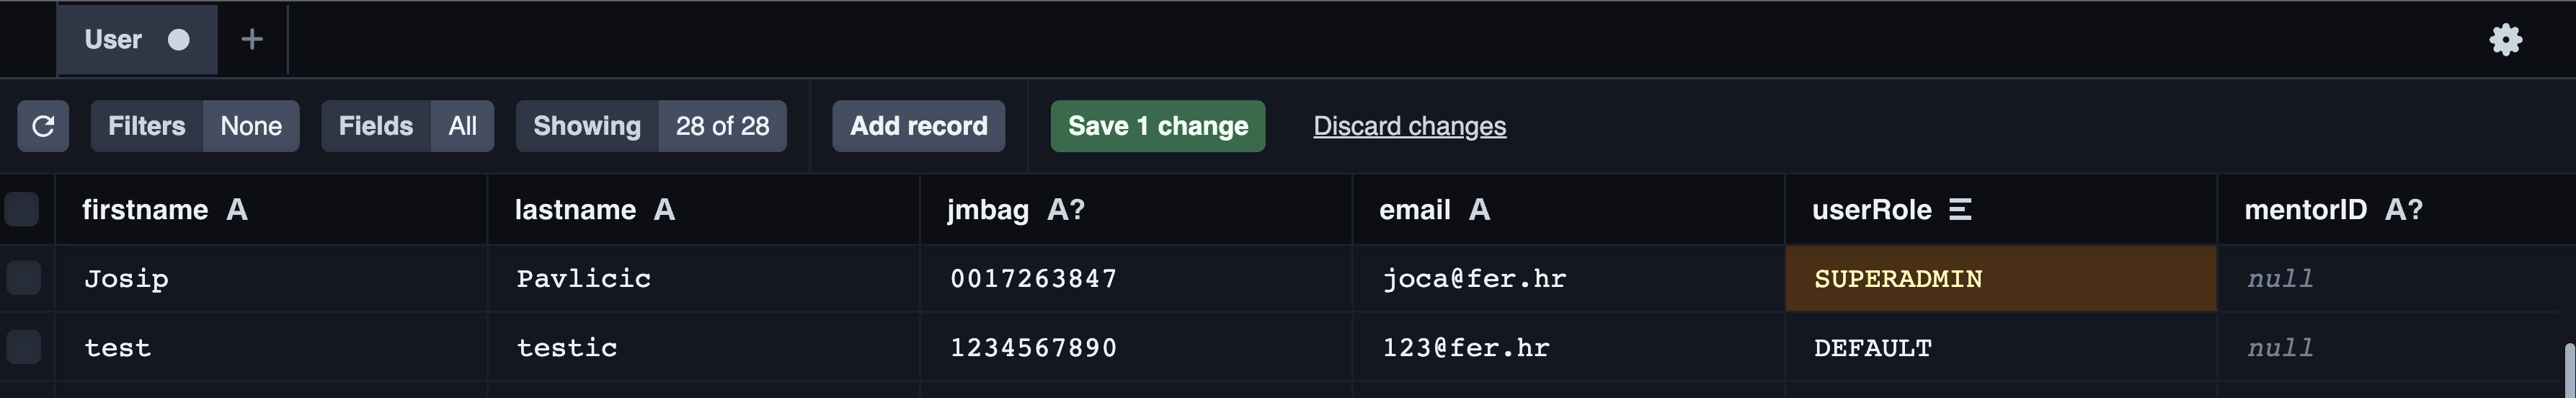 User
Filters None Fields All Showing 28 of 28 Add record Save 1 change Discard changes
firstname A lastname A jmbag A? email A userRole mentorID A?
Josip Pavlicic 0017263847 joca@fer.hr SUPERADMIN null
test testic 1234567890 123@fer.hr DEFAULT null